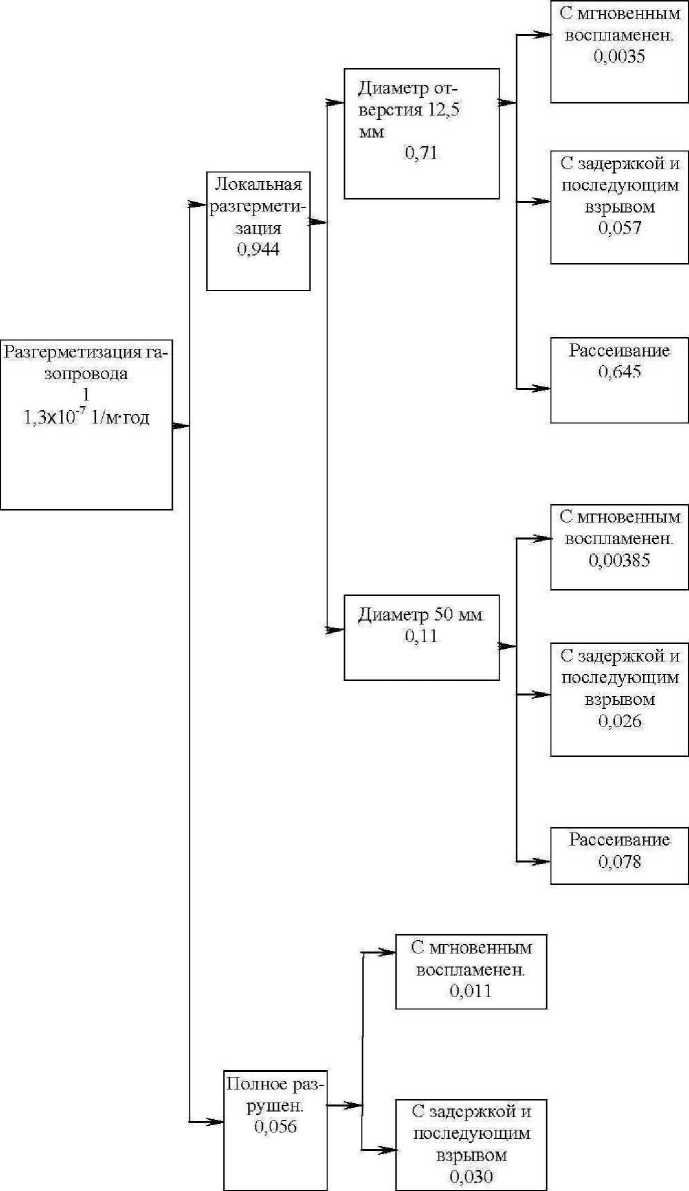 С мгновенным
воспламенен.
0,0035
Диаметр от-
верстия 12,5
мм
0,71
С задержкой и
последующим
взрывом
0,057
Локальная
разгермети-
зация
0,944
Рассеивание
0,645
Разгерметизация га-
зопровода
1
1,3x10⁻⁷ 1/м·год
С мгновенным
воспламенен.
0,00385
Диаметр 50 мм
0,11
С задержкой и
последующим
взрывом
0,026
Рассеивание
0,078
С мгновенным
воспламенен.
0,011
Полное раз-
рушен.
0,056
С задержкой и
последующим
взрывом
0,030